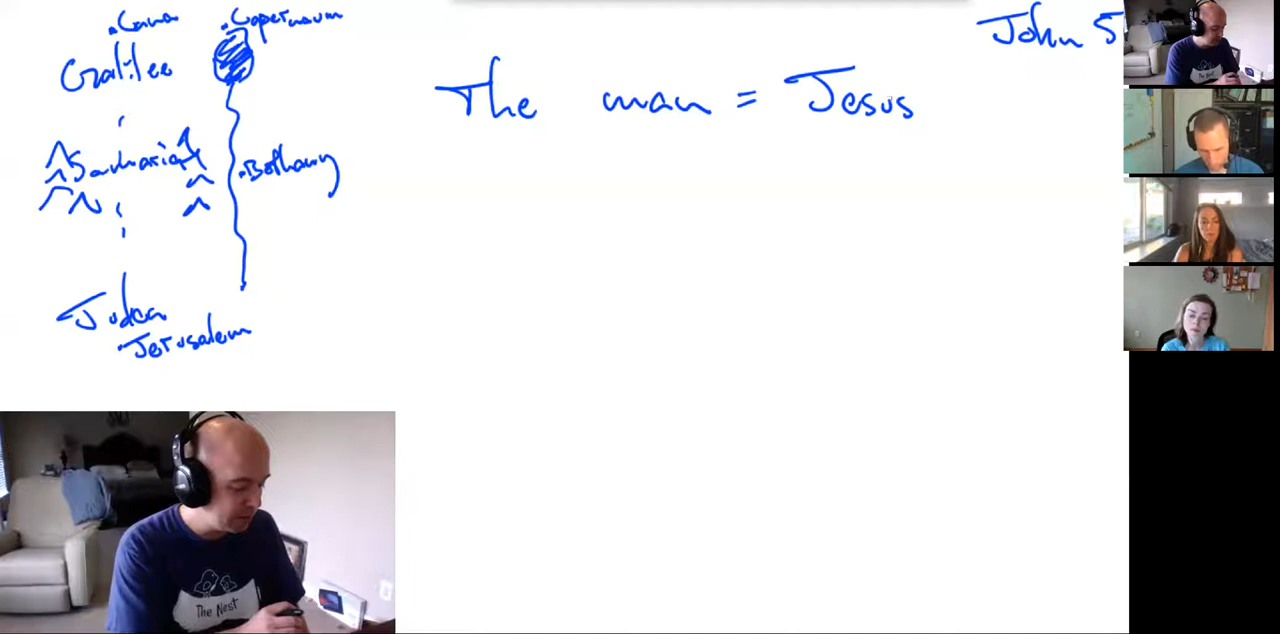 .Cana
.Capernaum
Galilee
Samaria
.Bethany
Judea
.Jerusalem
The man = Jesus
John 5
The Nest